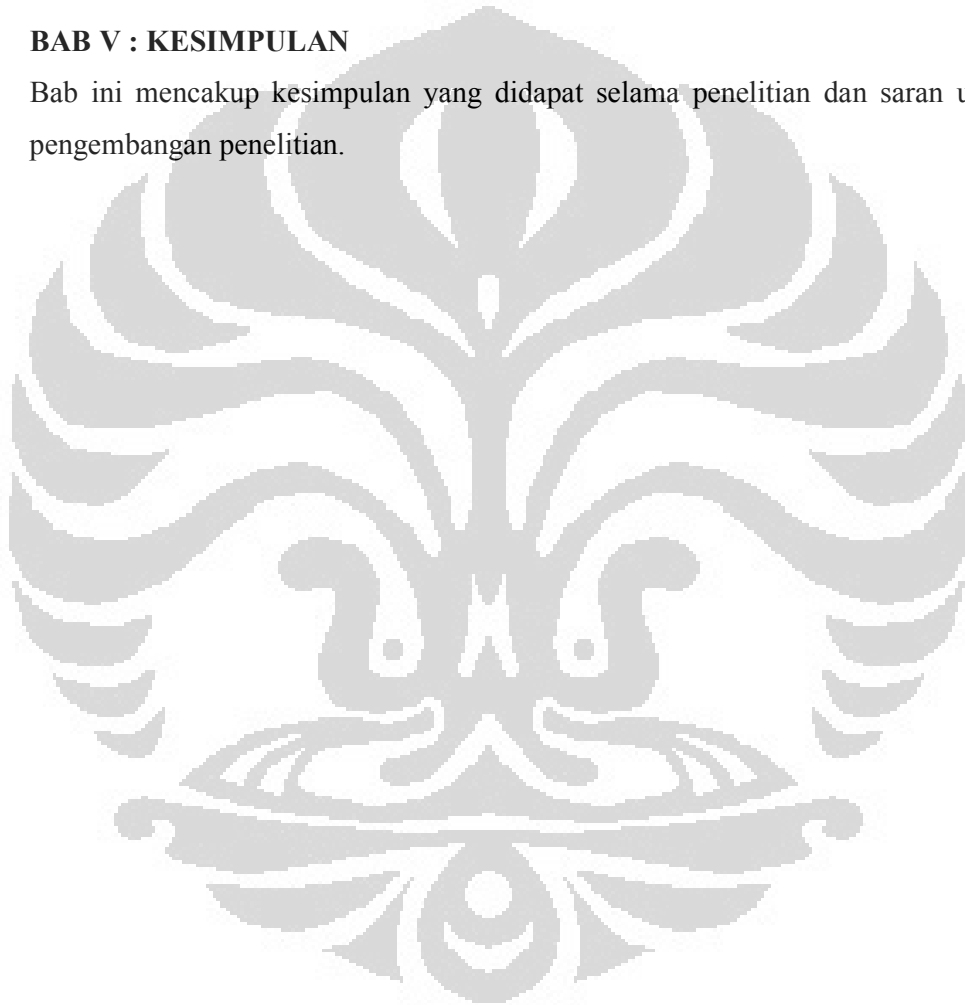 BAB V : KESIMPULAN
Bab ini mencakup kesimpulan yang didapat selama penelitian dan saran
pengembangan penelitian.